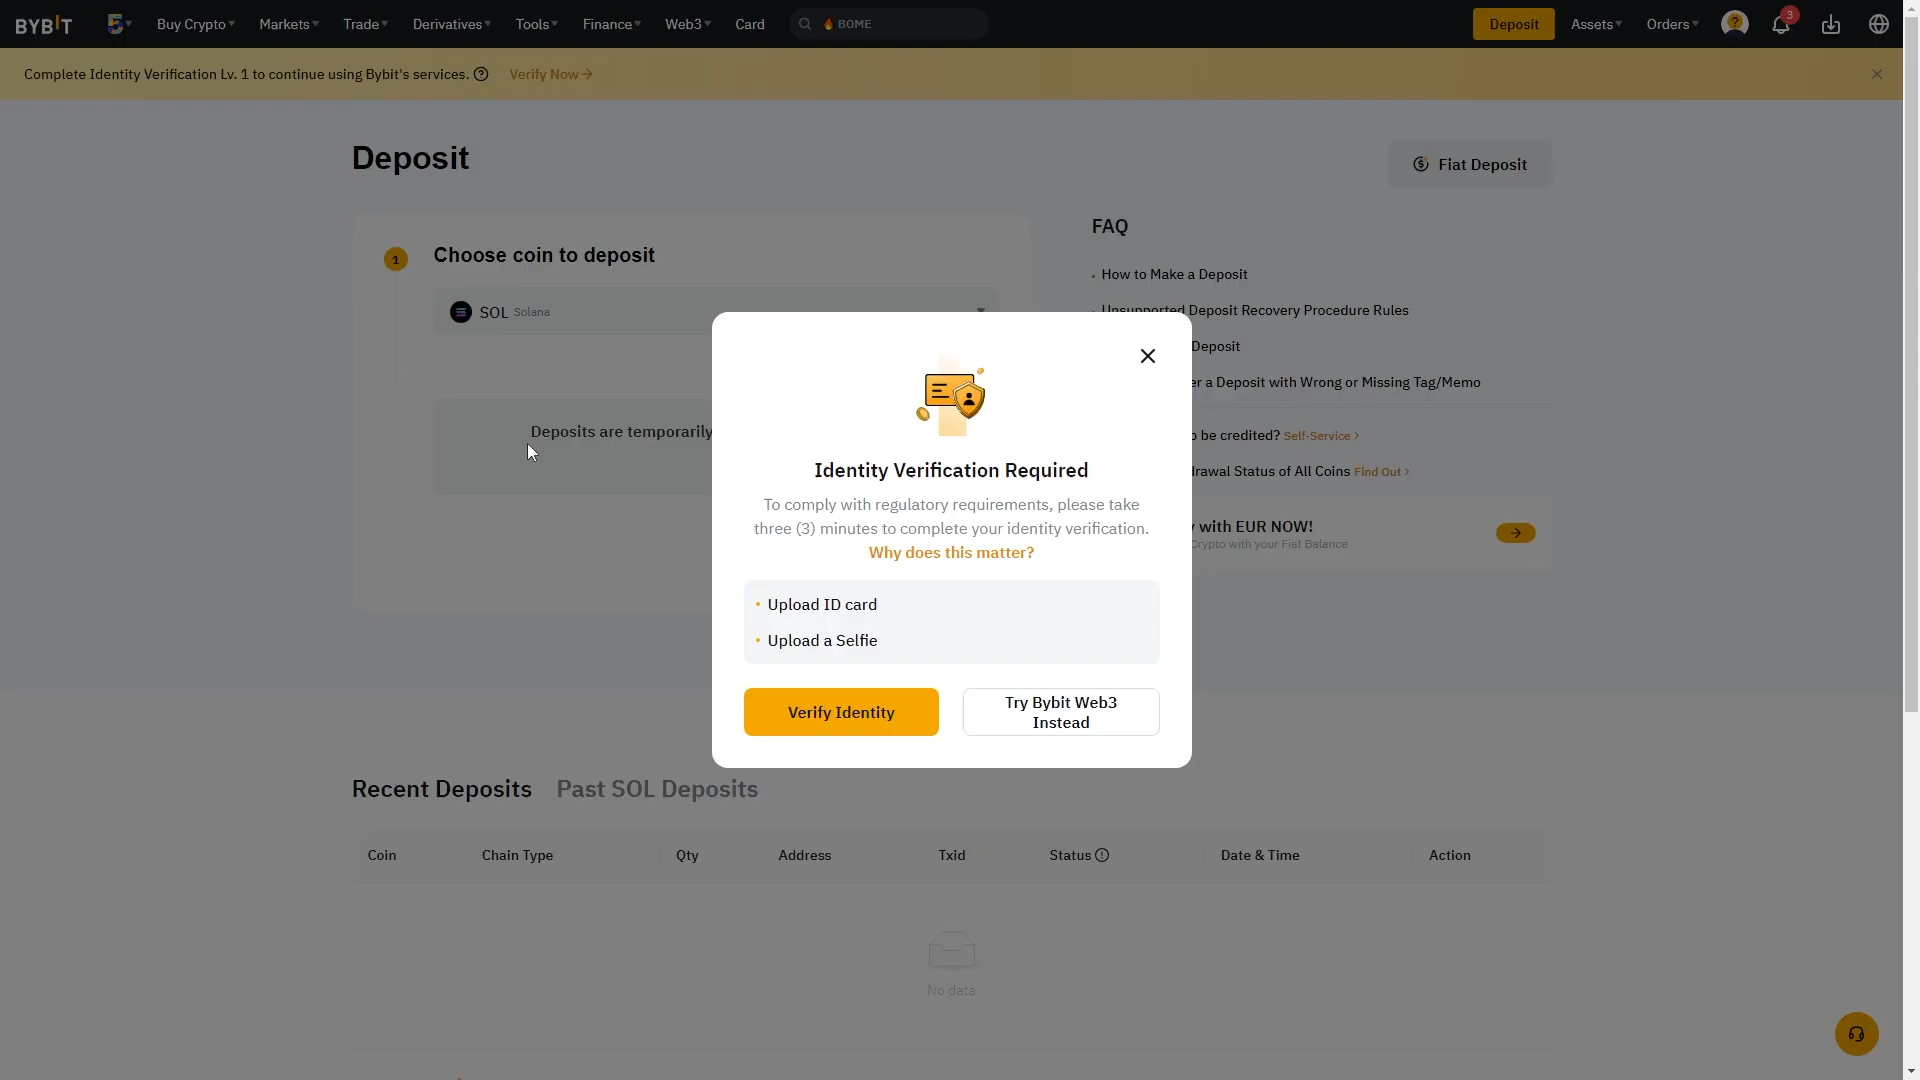 BYBIT
Buy Crypto
Markets
Trade
Derivatives
Tools
Finance
Web3
Card
BOME
Deposit
Assets
Orders
3
Complete Identity Verification Lv. 1 to continue using Bybit's services.
Verify Now
Deposit
Fiat Deposit
1
Choose coin to deposit
SOL Solana
Deposits are temporarily
FAQ
How to Make a Deposit
Unsupported Deposit Recovery Procedure Rules
Deposit
a Deposit with Wrong or Missing Tag/Memo
be credited? Self-Service
Status of All Coins Find Out
with EUR NOW!
Crypto with your Fiat Balance
Identity Verification Required
To comply with regulatory requirements, please take
three (3) minutes to complete your identity verification.
Why does this matter?
Upload ID card
Upload a Selfie
Verify Identity
Try Bybit Web3
Instead
Recent Deposits
Past SOL Deposits
Coin
Chain Type
Qty
Address
Txid
Status
Date & Time
Action
No data